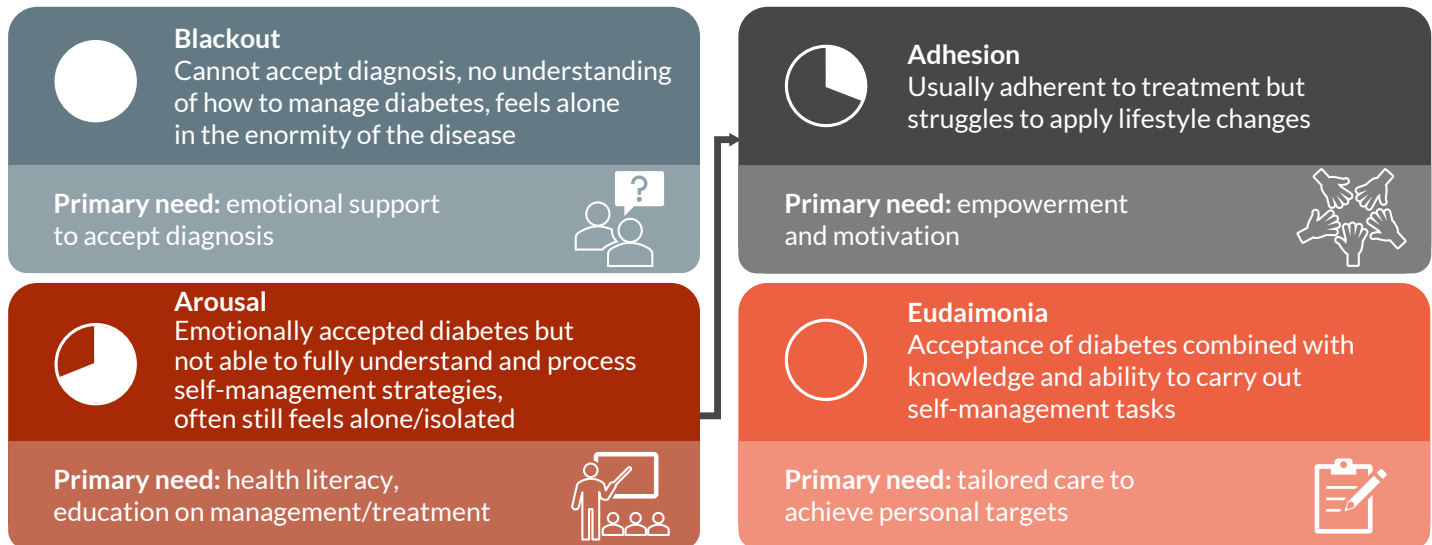 Blackout
Cannot accept diagnosis, no understanding
of how to manage diabetes, feels alone
in the enormity of the disease
?
Primary need: emotional support
to accept diagnosis
Arousal
Emotionally accepted diabetes but
not able to fully understand and process
self-management strategies,
often still feels alone/isolated
Primary need: health literacy,
education on management/treatment
Adhesion
Usually adherent to treatment but
struggles to apply lifestyle changes
Primary need: empowerment
and motivation
Eudaimonia
Acceptance of diabetes combined with
knowledge and ability to carry out
self-management tasks
Primary need: tailored care to
achieve personal targets